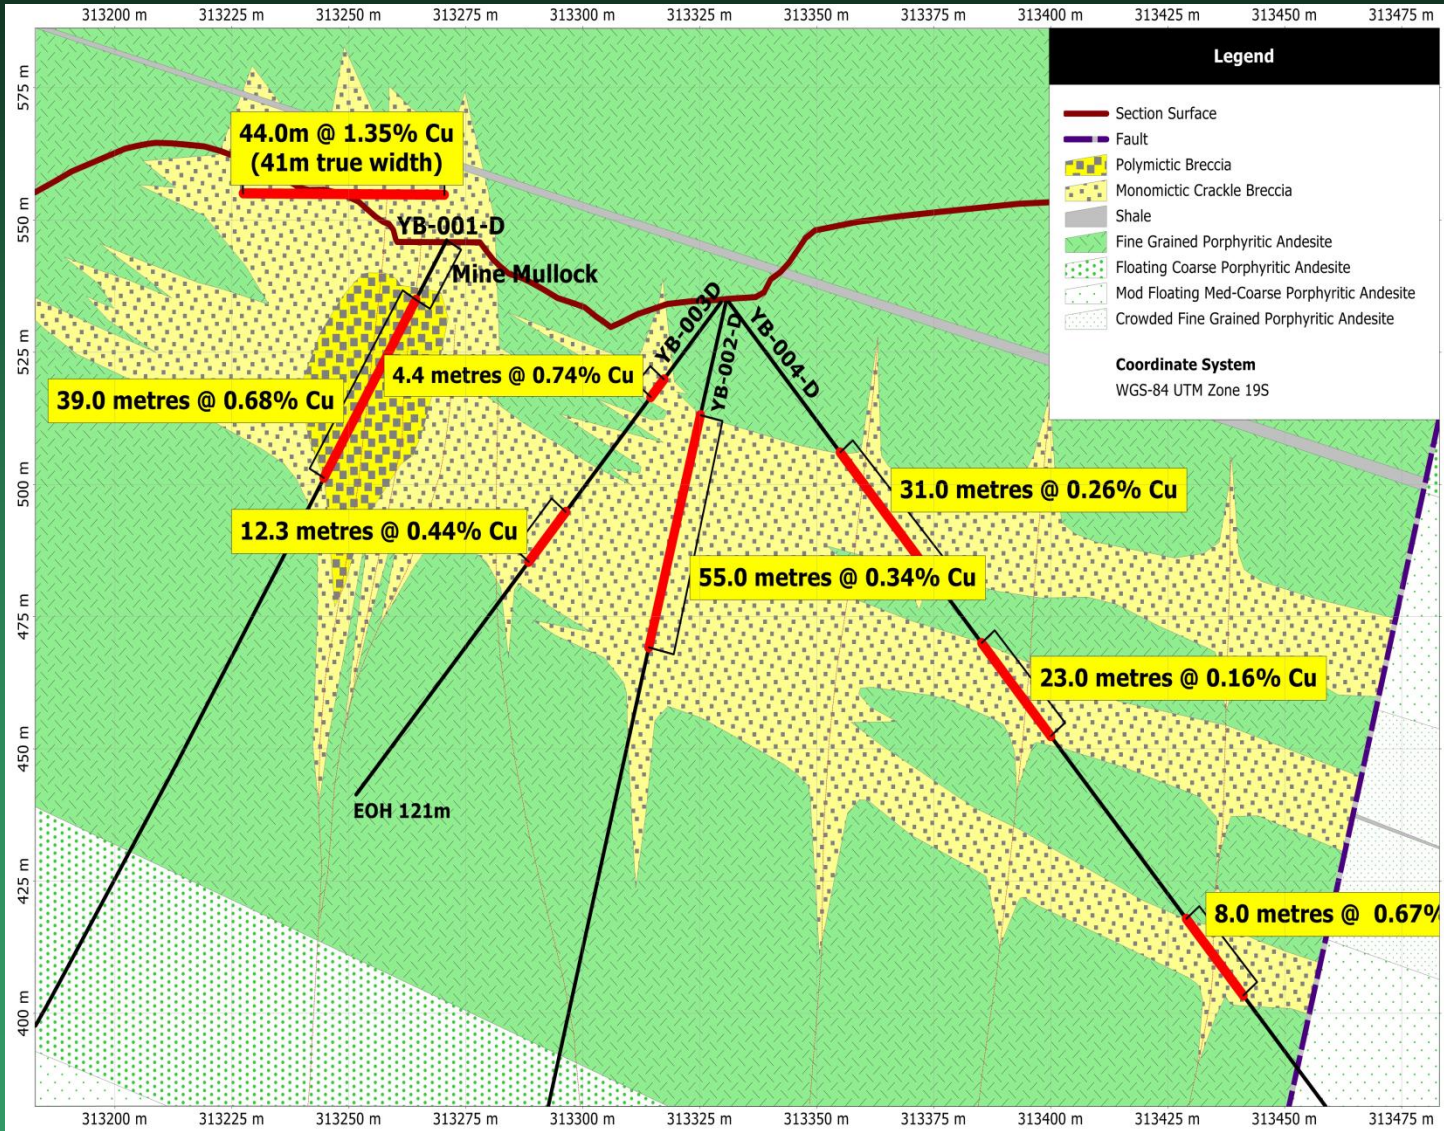 313200 m 313225 m 313250 m 313275 m 313300 m 313325 m 313350 m 313375 m 313400 m 313425 m 313450 m 313475 m
Legend
Section Surface
Fault
Polymictic Breccia
Monomictic Crackle Breccia
Shale
Fine Grained Porphyritic Andesite
Floating Coarse Porphyritic Andesite
Mod Floating Med-Coarse Porphyritic Andesite
Crowded Fine Grained Porphyritic Andesite
Coordinate System
WGS-84 UTM Zone 19S
575 m
550 m
525 m
500 m
475 m
450 m
425 m
400 m
44.0m @ 1.35% Cu
(41m true width)
YB-001-D
Mine Mullock
YB-003D
YB-002-D
YB-004-D
4.4 metres @ 0.74% Cu
39.0 metres @ 0.68% Cu
12.3 metres @ 0.44% Cu
31.0 metres @ 0.26% Cu
55.0 metres @ 0.34% Cu
23.0 metres @ 0.16% Cu
EOH 121m
8.0 metres @ 0.67%
313200 m 313225 m 313250 m 313275 m 313300 m 313325 m 313350 m 313375 m 313400 m 313425 m 313450 m 313475 m